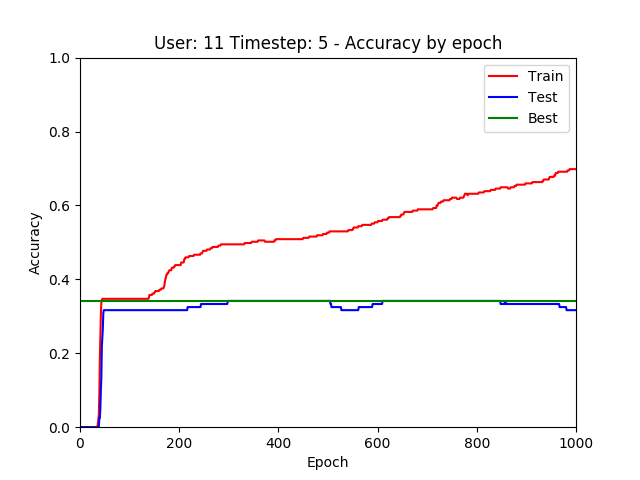 User: 11 Timestep: 5 - Accuracy by epoch
1.0
0.8
0.6
0.4
0.2
0.0
Accuracy
Train
Test
Best
0 200 400 600 800 1000
Epoch